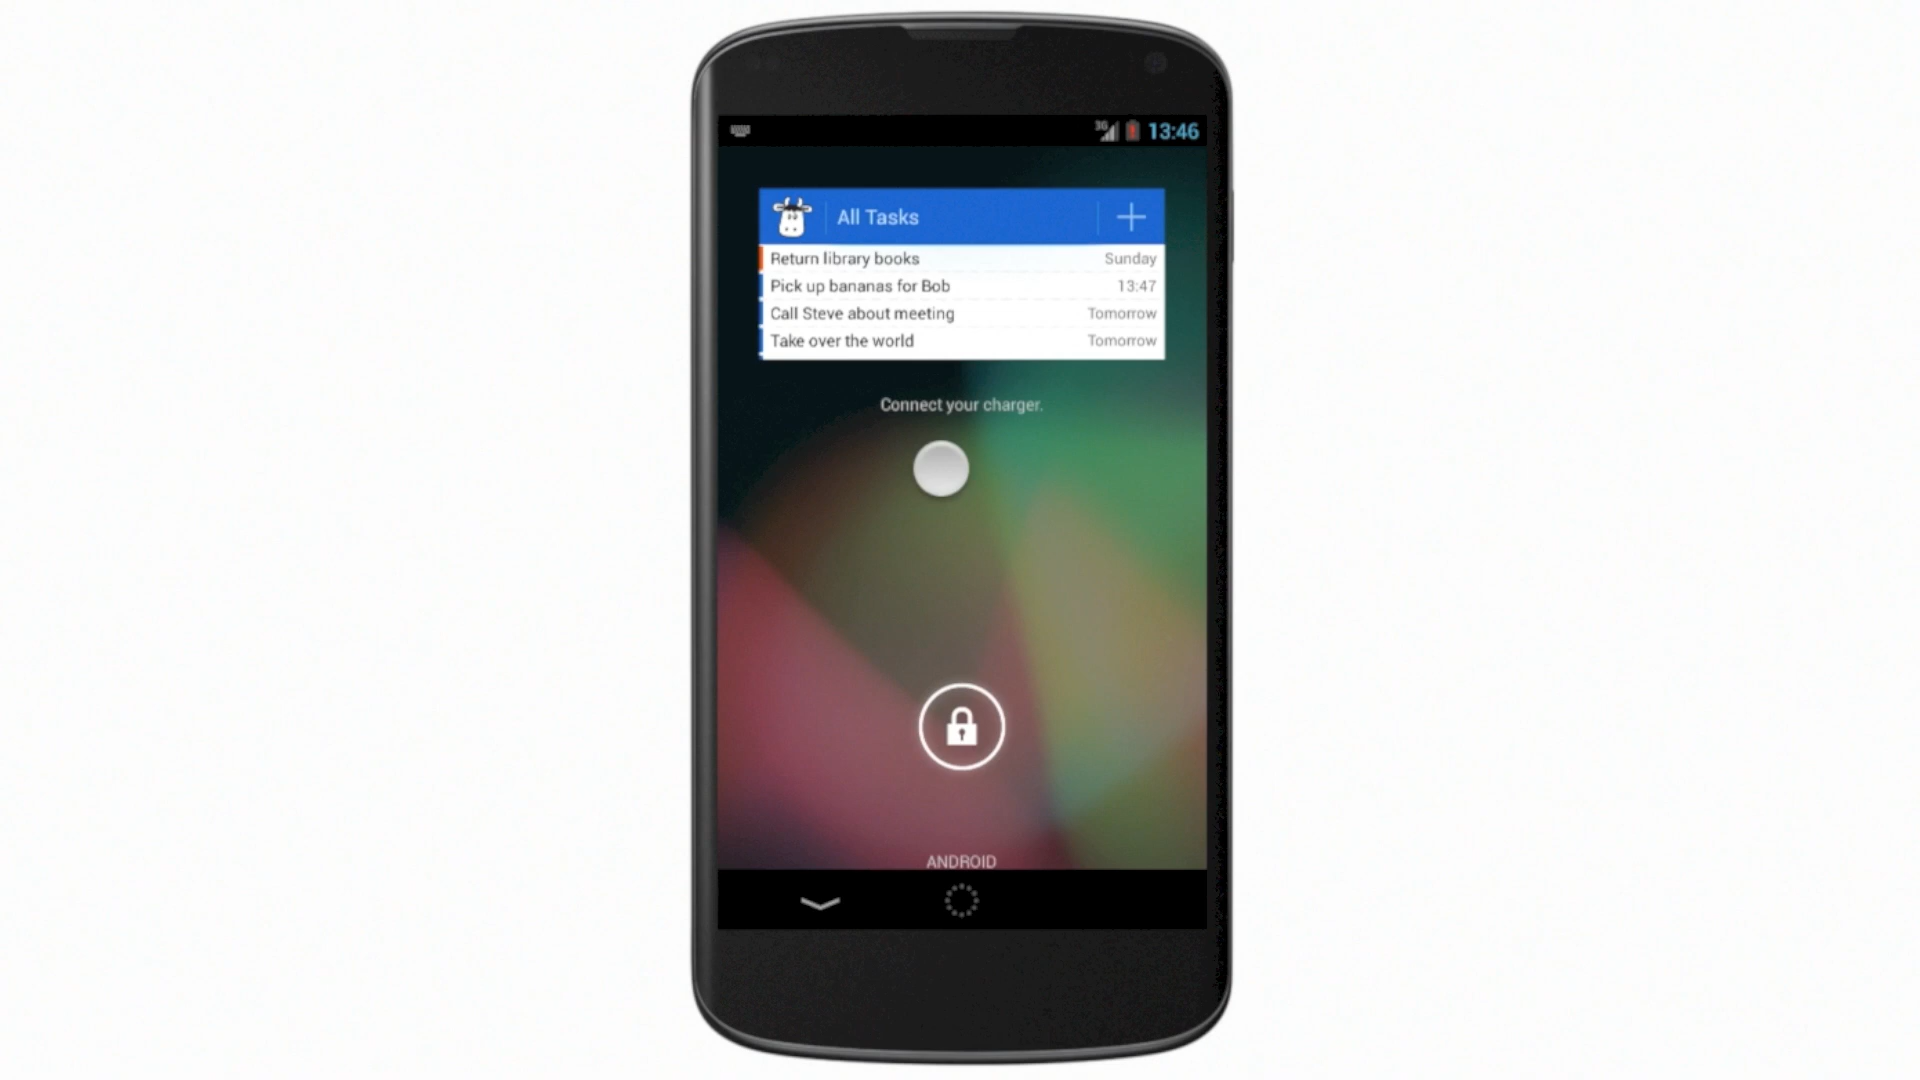 3G 13:46
All Tasks
Return library books Sunday
Pick up bananas for Bob 13:47
Call Steve about meeting Tomorrow
Take over the world Tomorrow
Connect your charger.
ANDROID